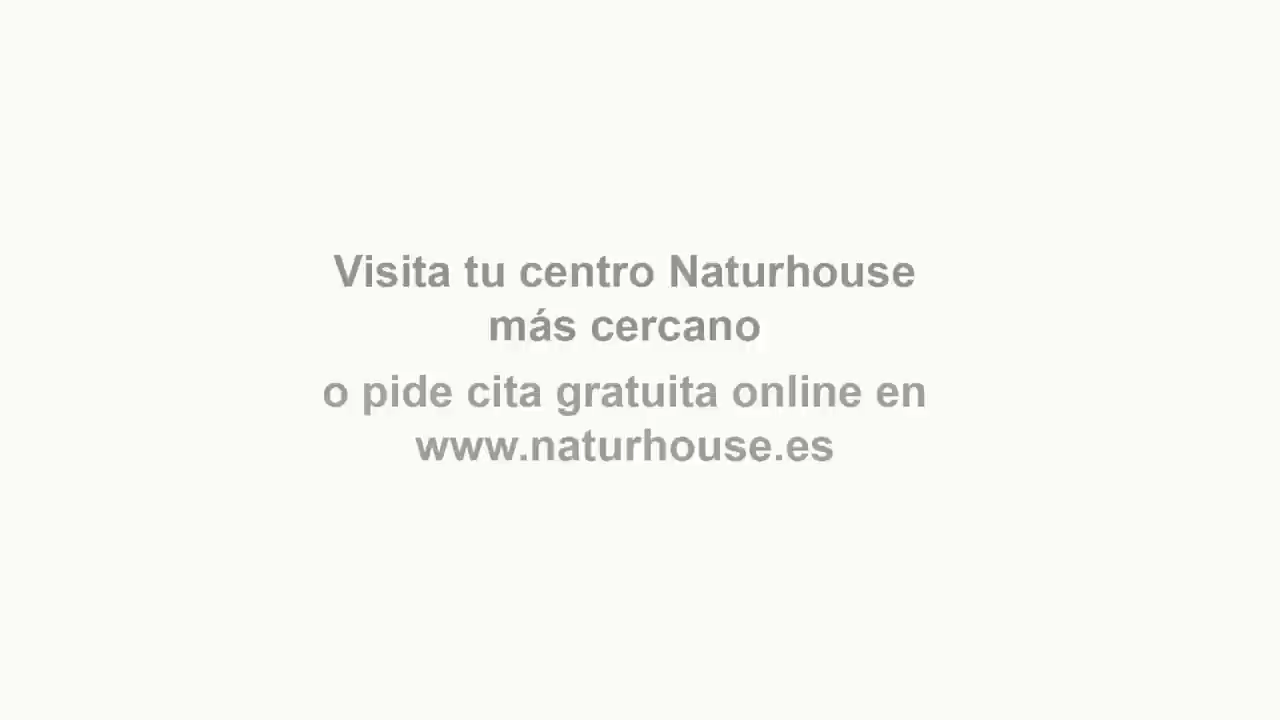 Visita tu centro Naturhouse
más cercano
o pide cita gratuita online en
www.naturhouse.es